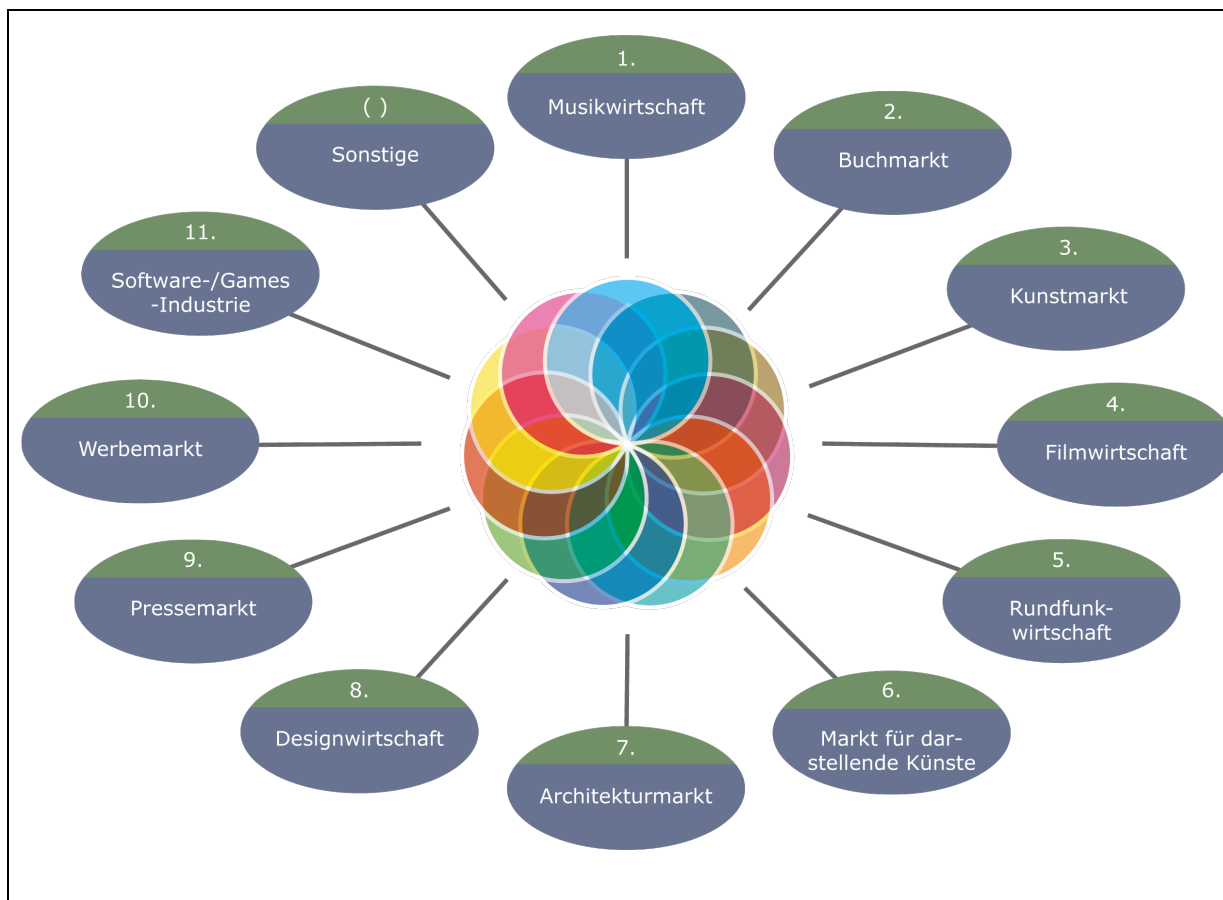 1.
Musikwirtschaft
2.
Buchmarkt
3.
Kunstmarkt
4.
Filmwirtschaft
5.
Rundfunk-
wirtschaft
6.
Markt für dar-
stellende Künste
7.
Architekturmarkt
8.
Designwirtschaft
9.
Pressemarkt
10.
Werbemarkt
11.
Software-/Games
-Industrie
( )
Sonstige